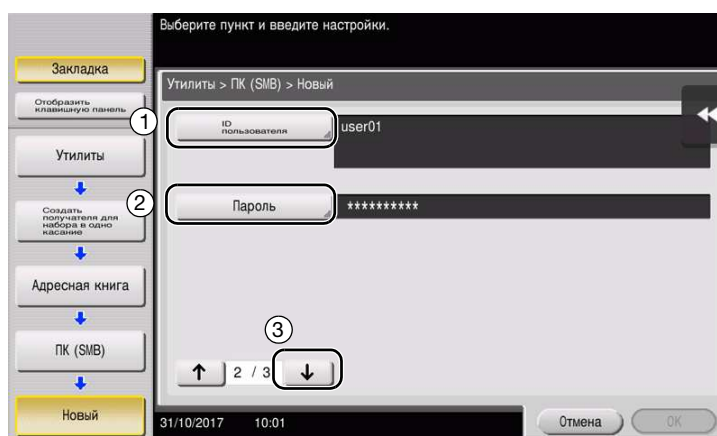 Выберите пункт и введите настройки.
Закладка
Отобразить
клавишную панель
Утилиты
Создать
получателя для
набора в одно
касание
Адресная книга
ПК (SMB)
Новый
Утилиты > ПК (SMB) > Новый
1
ID
пользователя
user01
2
Пароль
**********
3
2 / 3
31/10/2017 10:01
Отмена
OK